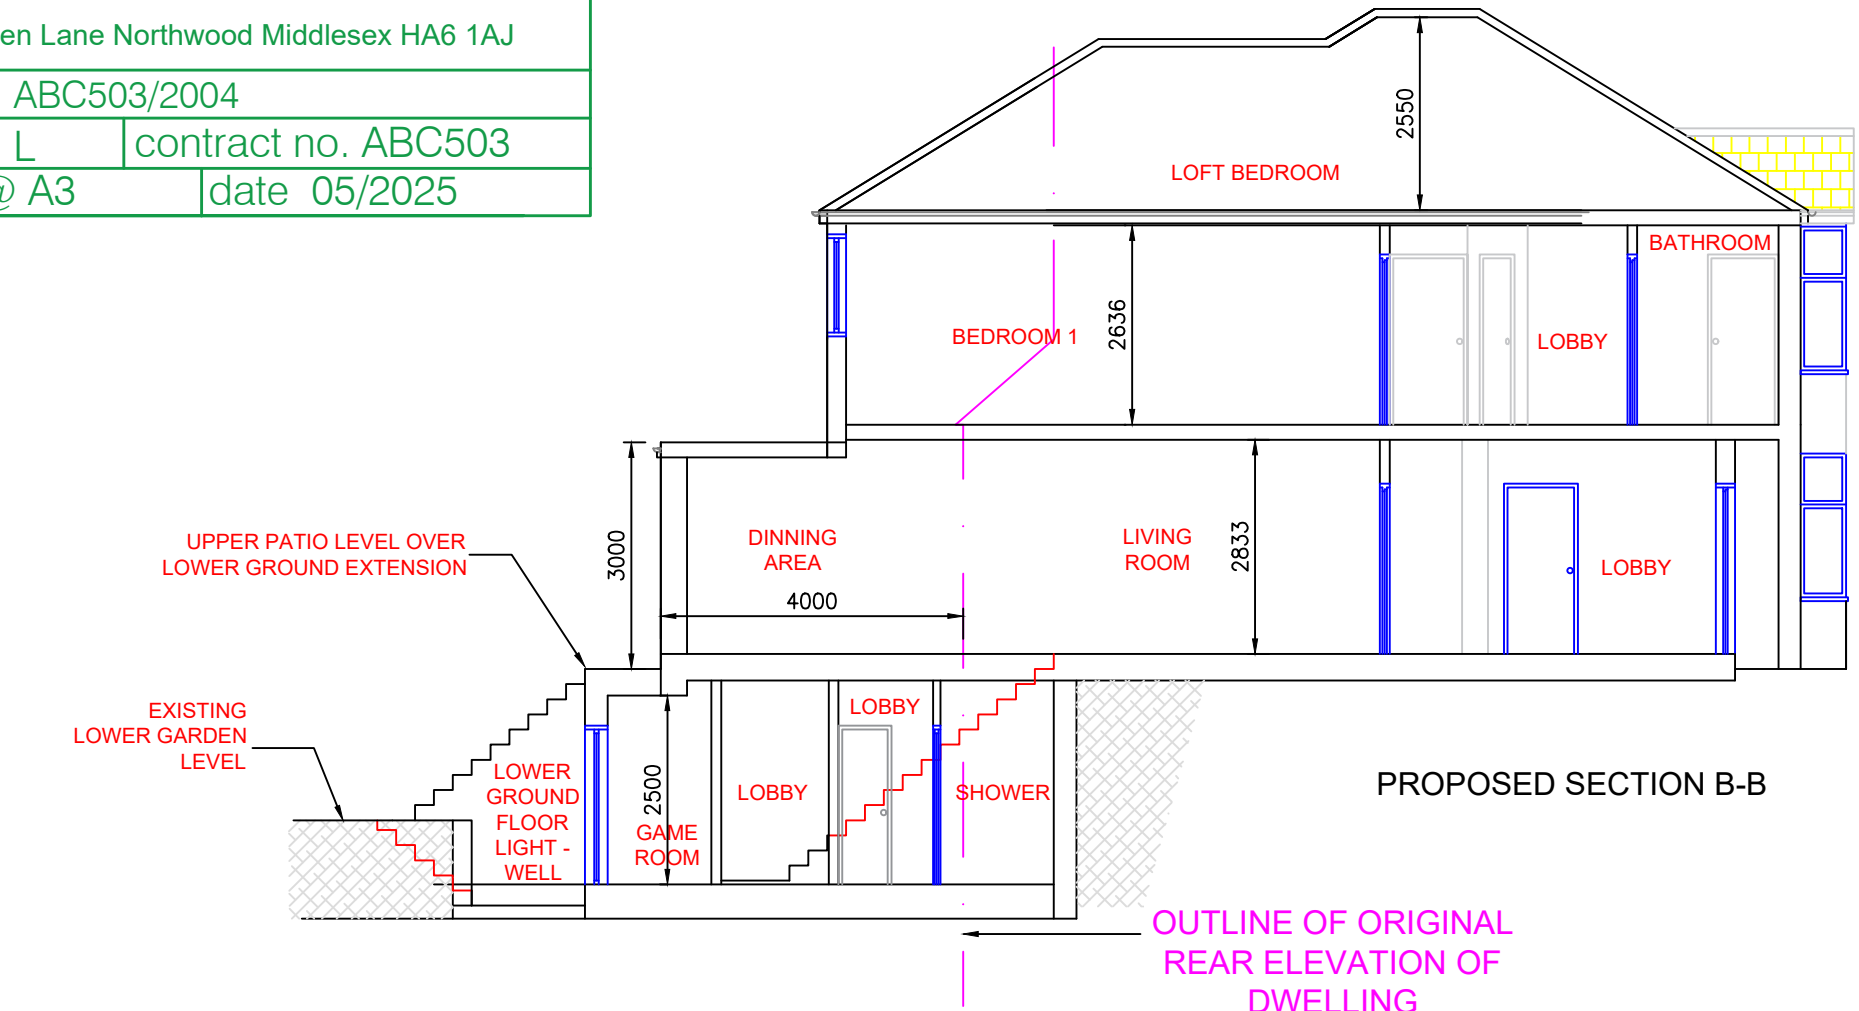 en Lane Northwood Middlesex HA6 1AJ
ABC503/2004
L
contract no. ABC503
@ A3
date 05/2025
2550
LOFT BEDROOM
BATHROOM
2636
BEDROOM 1
LOBBY
3000
DINNING
AREA
LIVING
ROOM
2833
LOBBY
4000
UPPER PATIO LEVEL OVER
LOWER GROUND EXTENSION
EXISTING
LOWER GARDEN
LEVEL
LOWER
GROUND
FLOOR
LIGHT -
WELL
2500
GAME
ROOM
LOBBY
LOBBY
SHOWER
PROPOSED SECTION B-B
OUTLINE OF ORIGINAL
REAR ELEVATION OF
DWELLING